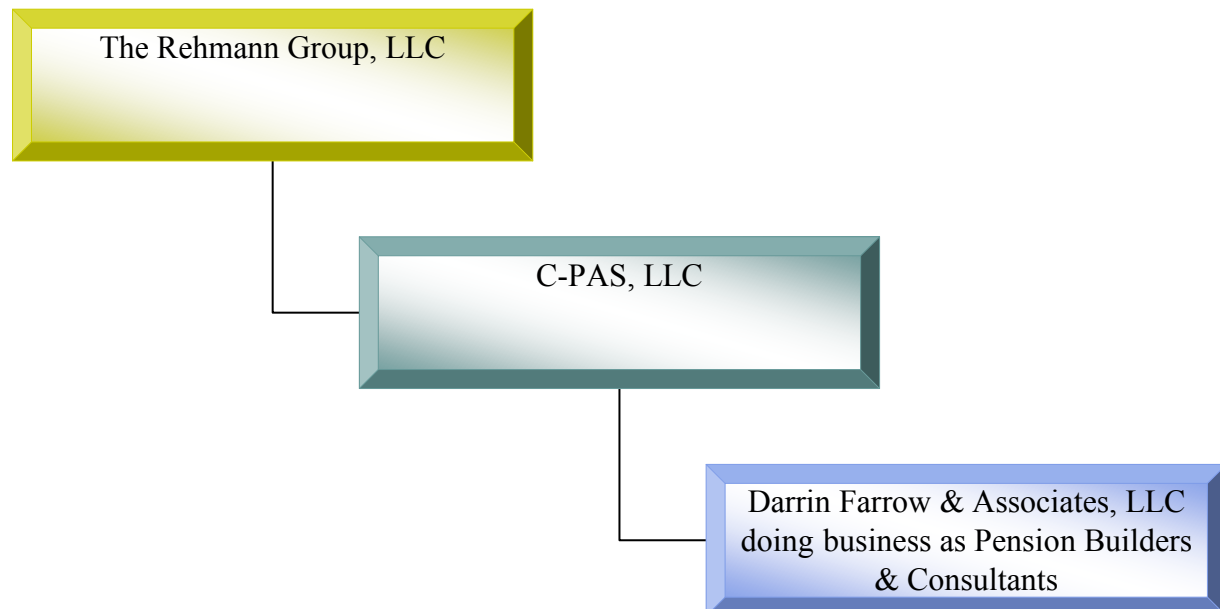 The Rehmann Group, LLC
C-PAS, LLC
Darrin Farrow & Associates, LLC
doing business as Pension Builders
& Consultants